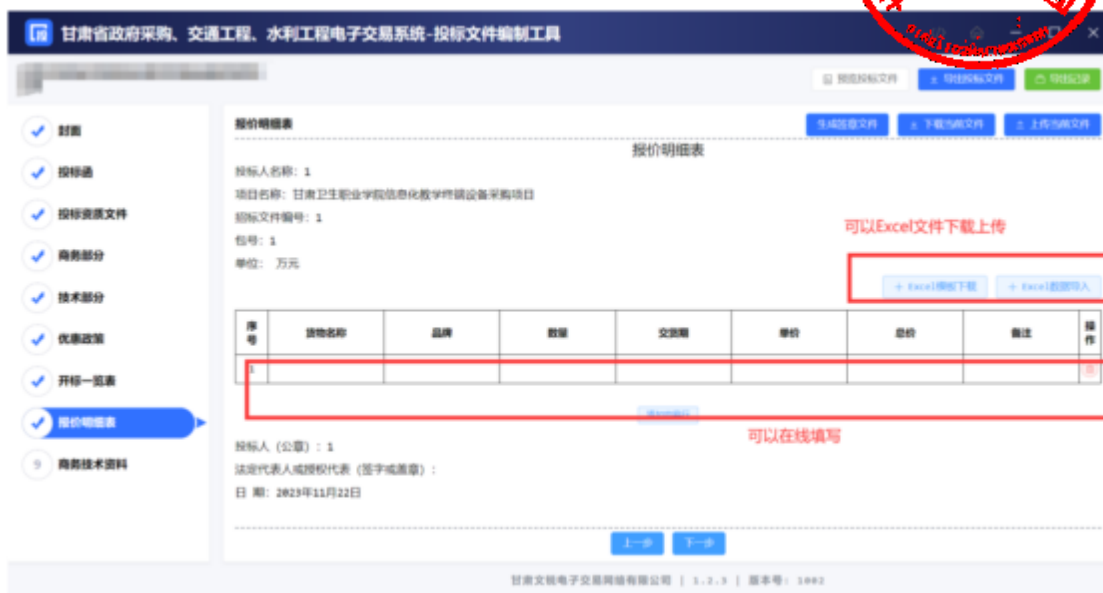 甘肃省政府采购、交通工程、水利工程电子交易系统-投标文件编制工具
预览投标文件 导出投标文件 导出记录
封面
投标函
投标资质文件
商务部分
技术部分
优惠政策
开标一览表
报价明细表
9 商务技术资料
报价明细表 生成签章文件 下载当前文件 上传当前文件
报价明细表
投标人名称：1
项目名称：甘肃卫生职业学院信息化教学终端设备采购项目
招标文件编号：1
包号：1
单位： 万元
可以Excel文件下载上传
+ Excel模板下载 + Excel数据导入
序号 货物名称 品牌 数量 交货期 单价 总价 备注 操作
1
可以在线填写
投标人（公章）：1
法定代表人或授权代表（签字或盖章）：
日 期：2023年11月22日
上一步 下一步
甘肃文锐电子交易网络有限公司 | 1.2.3 | 版本号：1002